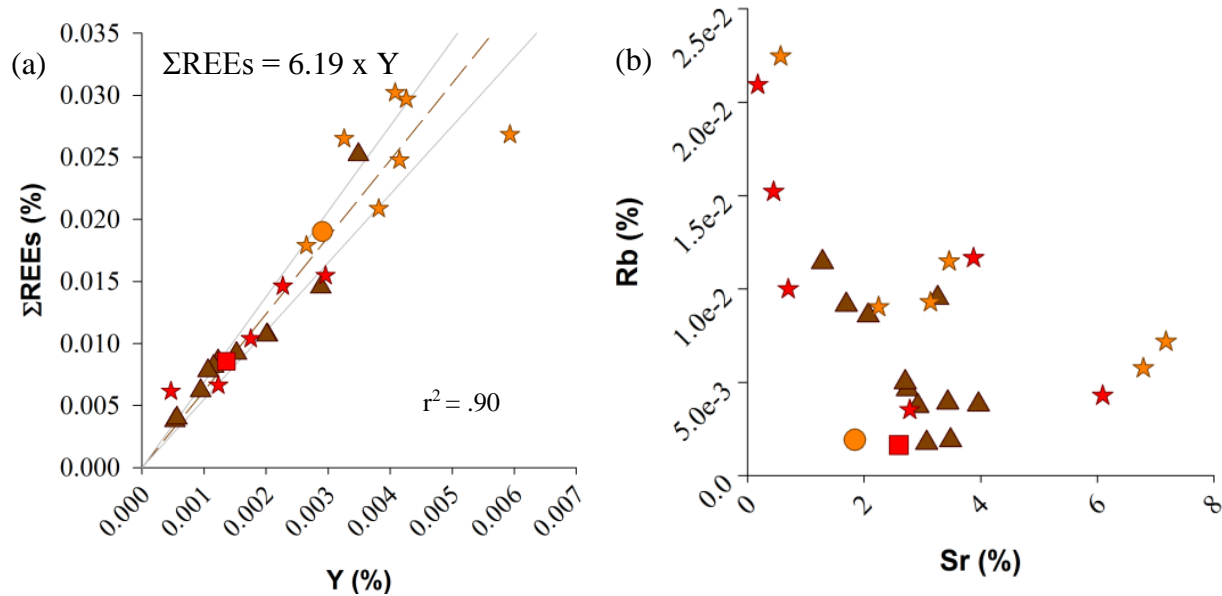 (a)
ΣREEs = 6.19 x Y
r² = .90
ΣREEs (%)
0.035
0.030
0.025
0.020
0.015
0.010
0.005
0.000
0.000
0.001
0.002
0.003
0.004
0.005
0.006
0.007
Y (%)
(b)
Rb (%)
2.5e-2
2.0e-2
1.5e-2
1.0e-2
5.0e-3
0.0
0
2
4
6
8
Sr (%)